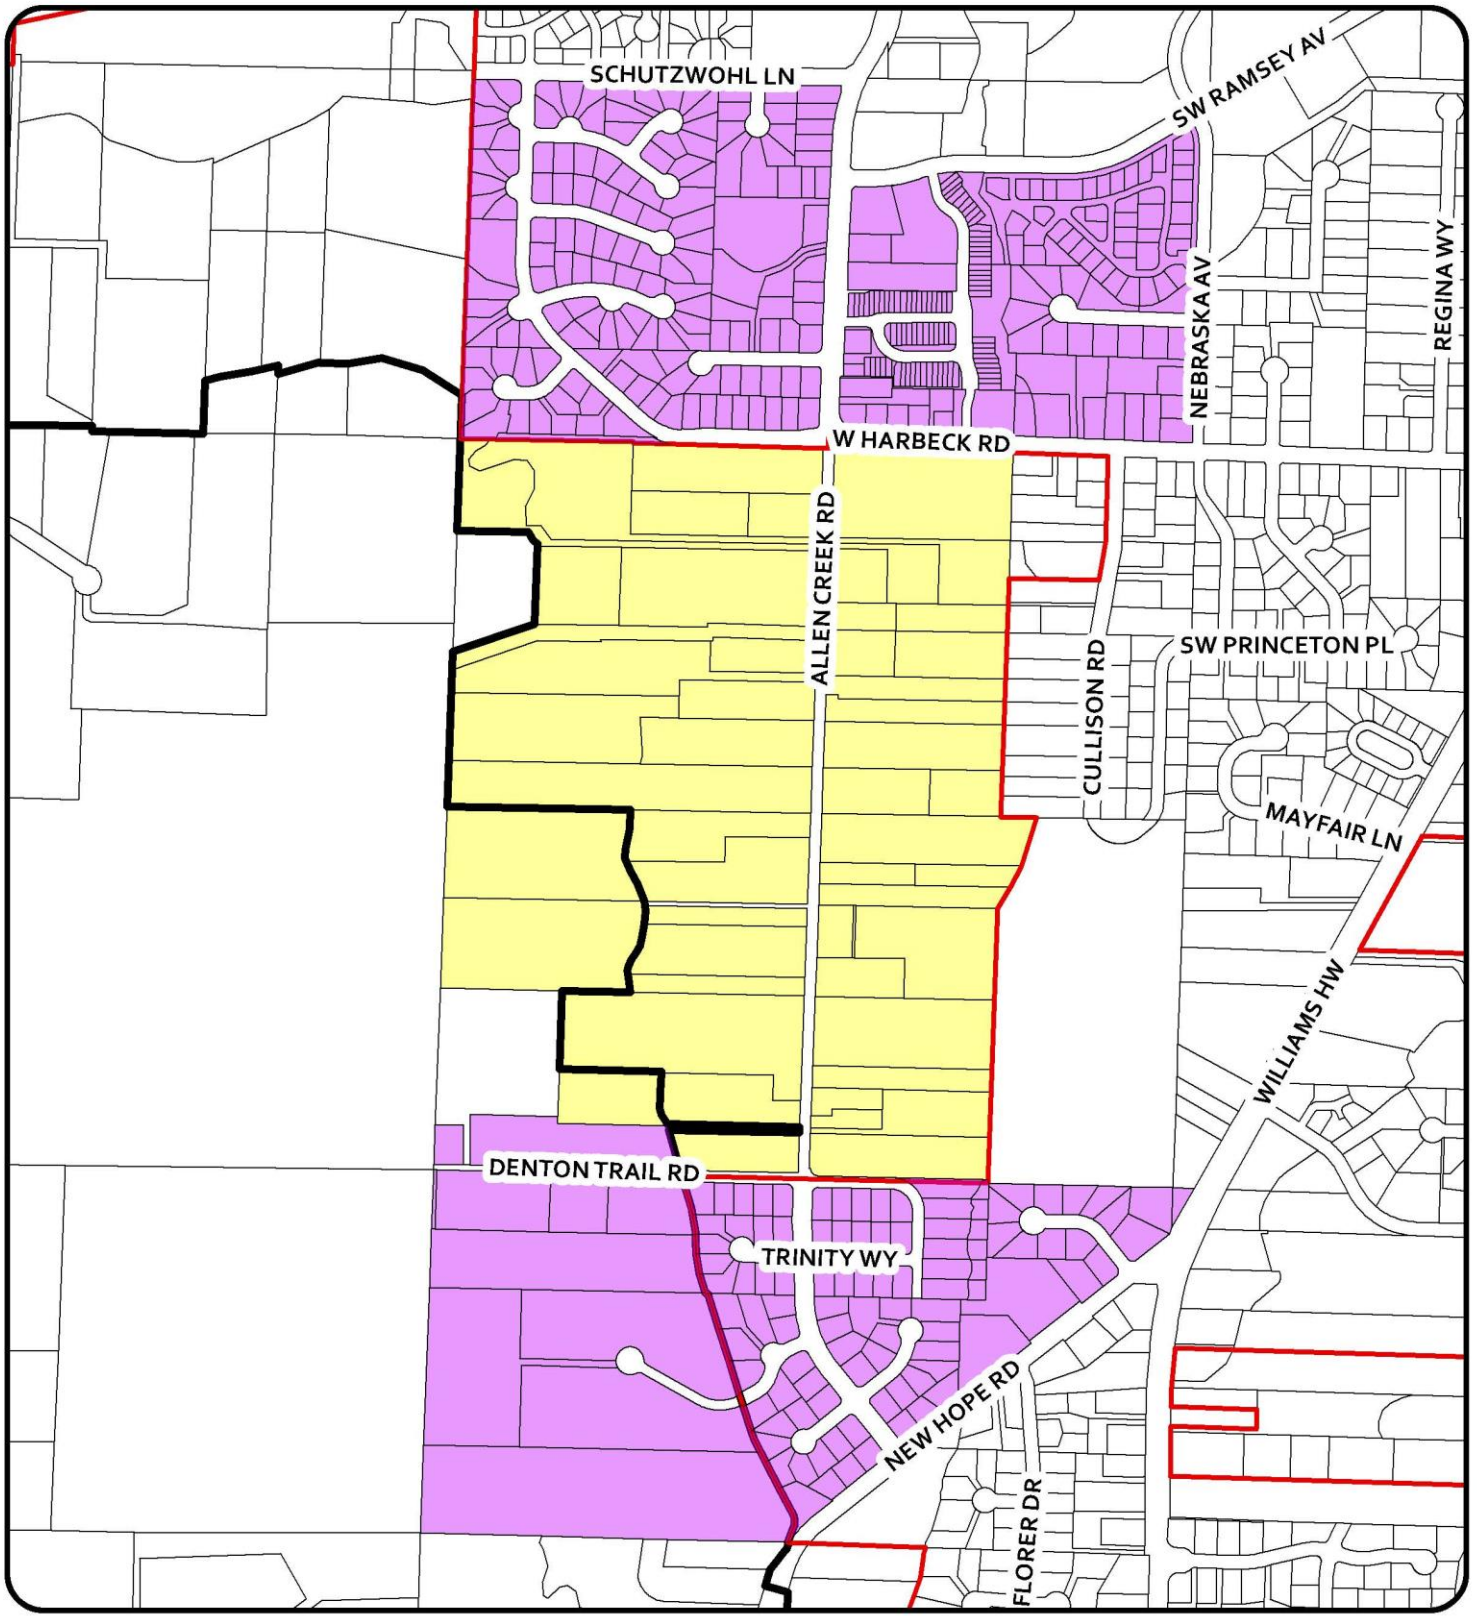 SCHUTZWOHL LN
SW RAMSEY AV
NEBRASKA AV
REGINA WY
W HARBECK RD
ALLEN CREEK RD
CULLISON RD
SW PRINCETON PL
MAYFAIR LN
WILLIAMS HW
DENTON TRAIL RD
TRINITY WY
NEW HOPE RD
FLORER DR